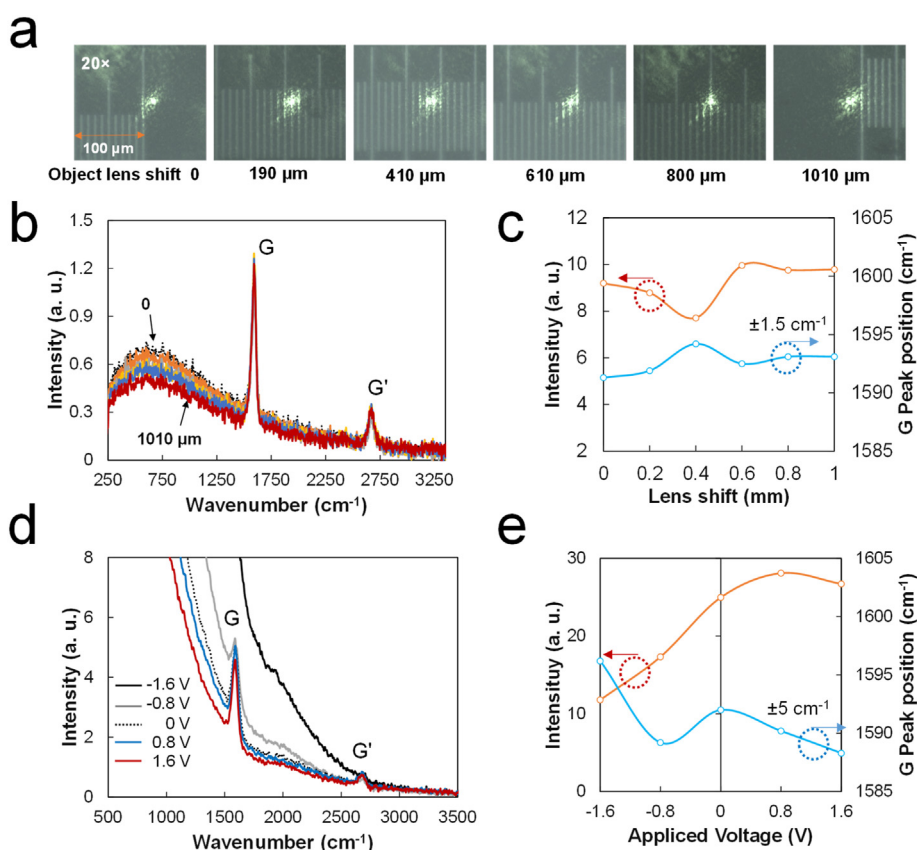 a
20×
100 µm
Object lens shift 0
190 µm
410 µm
610 µm
800 µm
1010 µm
b
Intensity (a. u.)
1.5
1.2
0.9
0.6
0.3
0
0
G
G'
1010 µm
250
750
1250
1750
2250
2750
3250
Wavenumber (cm-1)
c
Intensituy (a. u.)
12
10
8
6
4
2
±1.5 cm-1
1605
1600
1595
1590
1585
G Peak position (cm-1)
0
0.2
0.4
0.6
0.8
1
Lens shift (mm)
d
Intensity (a. u.)
8
6
4
2
0
G
G'
-1.6 V
-0.8 V
0 V
0.8 V
1.6 V
500
1000
1500
2000
2500
3000
3500
Wavenumber (cm-1)
e
Intensity (a. u.)
30
20
10
0
±5 cm-1
1605
1600
1595
1590
1585
G Peak position (cm-1)
-1.6
-0.8
0
0.8
1.6
Appliced Voltage (V)